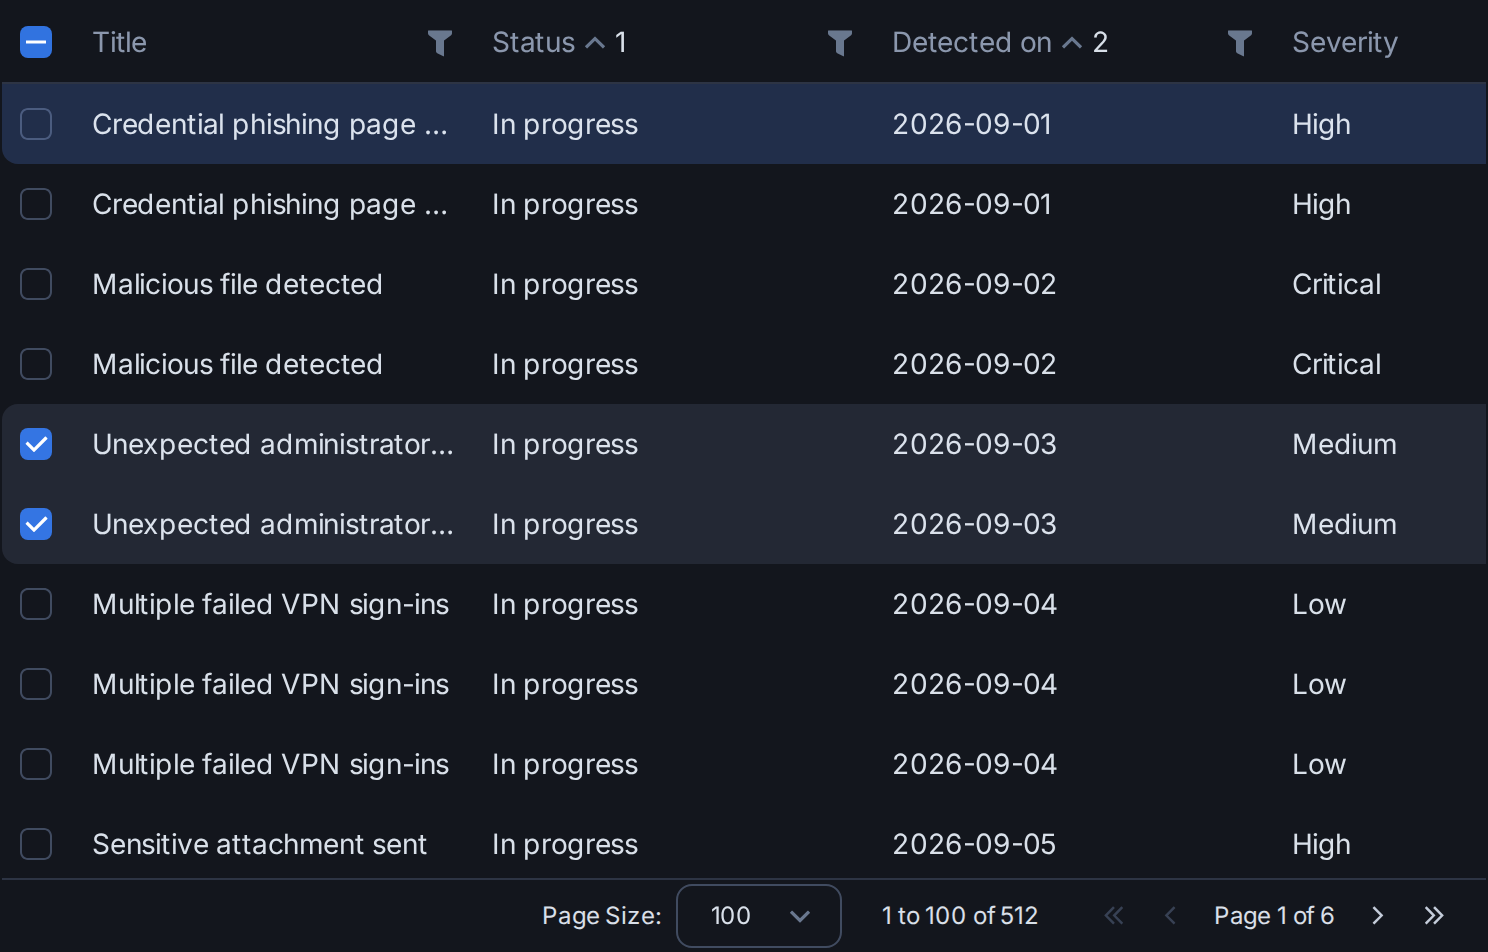 Title Status 1 Detected on 2 Severity
Credential phishing page ... In progress 2026-09-01 High
Credential phishing page ... In progress 2026-09-01 High
Malicious file detected In progress 2026-09-02 Critical
Malicious file detected In progress 2026-09-02 Critical
Unexpected administrator... In progress 2026-09-03 Medium
Unexpected administrator... In progress 2026-09-03 Medium
Multiple failed VPN sign-ins In progress 2026-09-04 Low
Multiple failed VPN sign-ins In progress 2026-09-04 Low
Multiple failed VPN sign-ins In progress 2026-09-04 Low
Sensitive attachment sent In progress 2026-09-05 High
Page Size: 100 1 to 100 of 512 Page 1 of 6